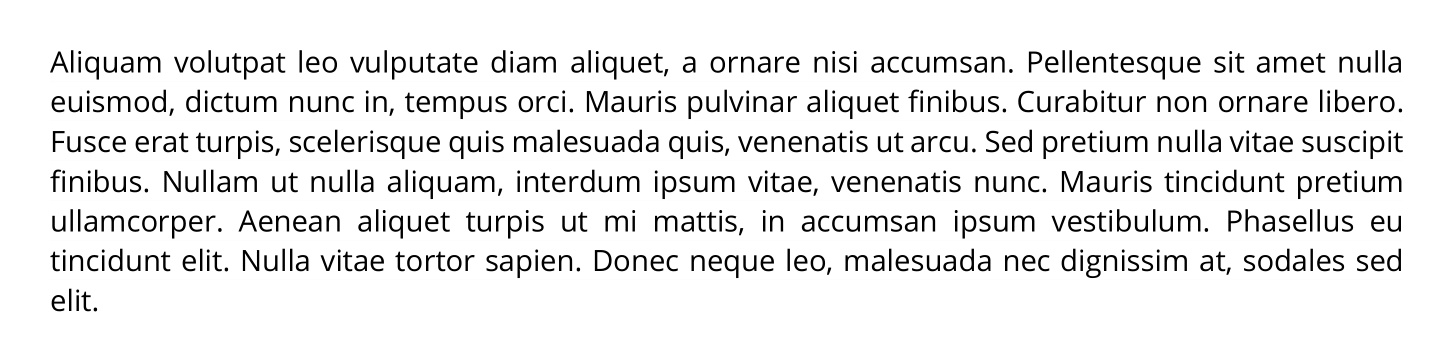 Aliquam volutpat leo vulputate diam aliquet, a ornare nisi accumsan. Pellentesque sit amet nulla
euismod, dictum nunc in, tempus orci. Mauris pulvinar aliquet finibus. Curabitur non ornare libero.
Fusce erat turpis, scelerisque quis malesuada quis, venenatis ut arcu. Sed pretium nulla vitae suscipit
finibus. Nullam ut nulla aliquam, interdum ipsum vitae, venenatis nunc. Mauris tincidunt pretium
ullamcorper. Aenean aliquet turpis ut mi mattis, in accumsan ipsum vestibulum. Phasellus eu
tincidunt elit. Nulla vitae tortor sapien. Donec neque leo, malesuada nec dignissim at, sodales sed
elit.